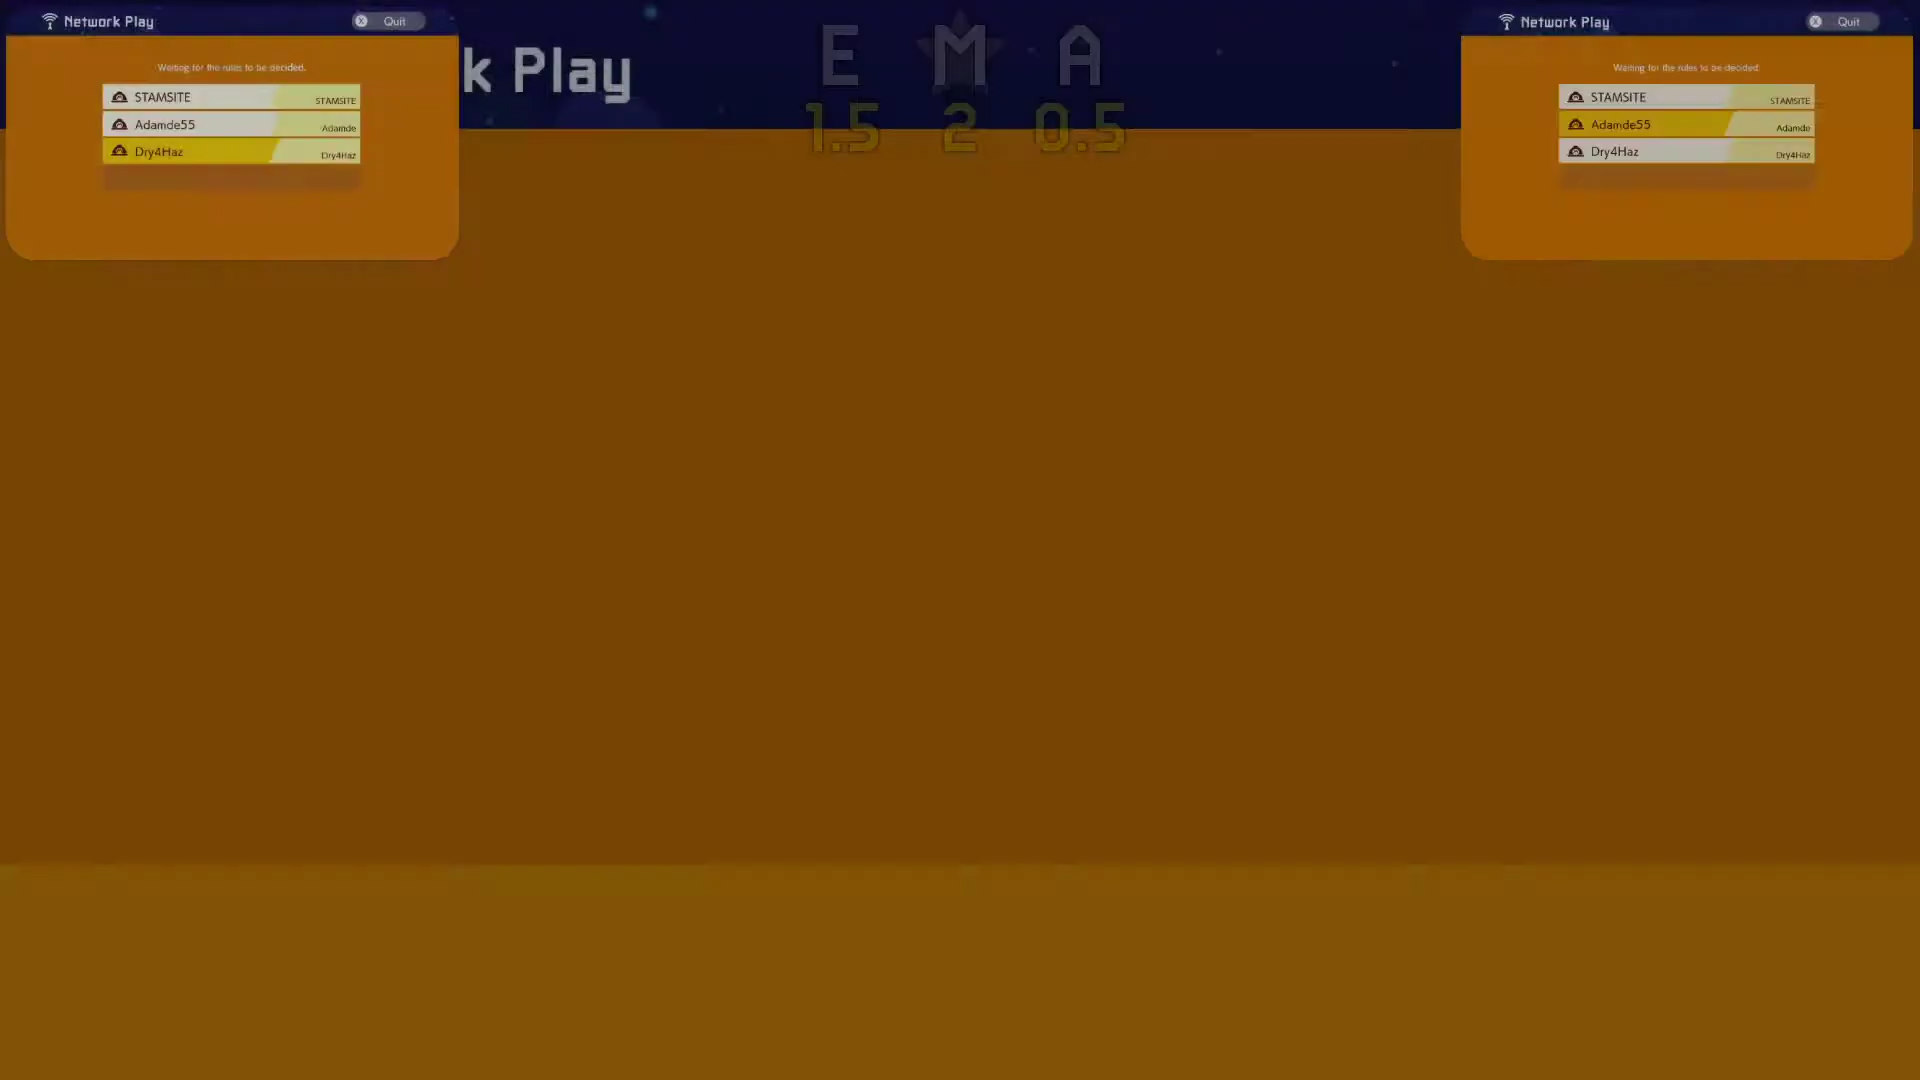 Network Play
X Quit
Waiting for the rules to be decided.
STAMSITE STAMSITE
Adamde55 Adamde
Dry4Haz Dry4Haz
k Play
E M A
1.5 2 0.5
Network Play
X Quit
Waiting for the rules to be decided.
STAMSITE STAMSITE
Adamde55 Adamde
Dry4Haz Dry4Haz